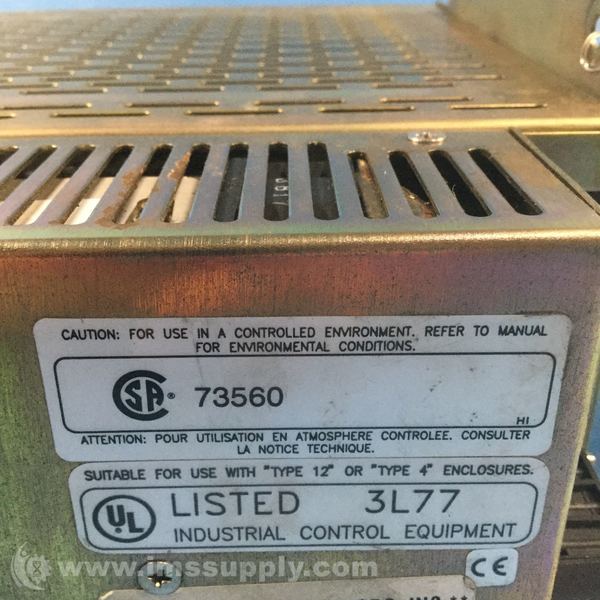 CAUTION: FOR USE IN A CONTROLLED ENVIRONMENT. REFER TO MANUAL
FOR ENVIRONMENTAL CONDITIONS.
CSA® 73560
HI
ATTENTION: POUR UTILISATION EN ATMOSPHERE CONTROLEE. CONSULTER
LA NOTICE TECHNIQUE.
SUITABLE FOR USE WITH "TYPE 12" OR "TYPE 4" ENCLOSURES.
UL LISTED 3L77
INDUSTRIAL CONTROL EQUIPMENT
CE
www.imssupply.com